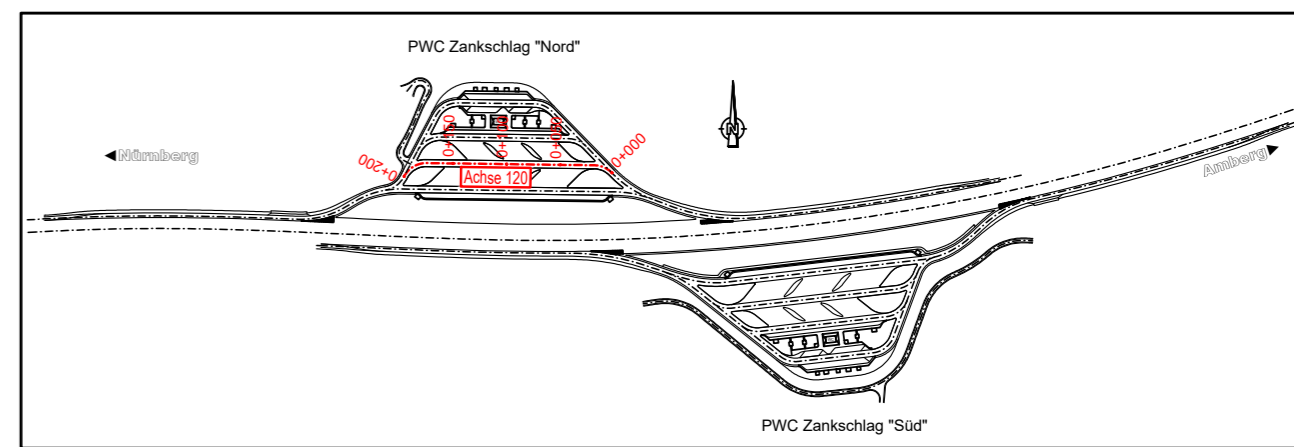 PWC Zankschlag "Nord"
0+200
0+150
0+100
0+050
0+000
Achse 120
N
Nürnberg
Amberg
PWC Zankschlag "Süd"